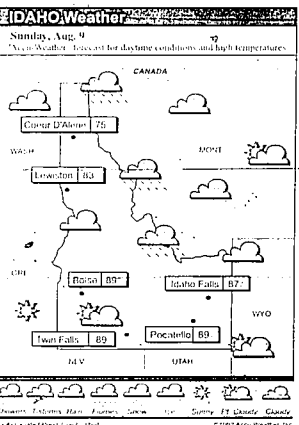 IDAHO Weather
Sunday, Aug. 9
Accu-Weather forecast for daytime conditions and high temperatures
CANADA
Coeur D'Alene 75
WASH
MONT
Lewiston 83
ORE
Boise 89°
Idaho Falls 87°
WYO
Twin Falls 89
Pocatello 89
NEV UTAH
Showers T-storms Rain Flurries Snow Ice Sunny Pt. Cloudy Cloudy